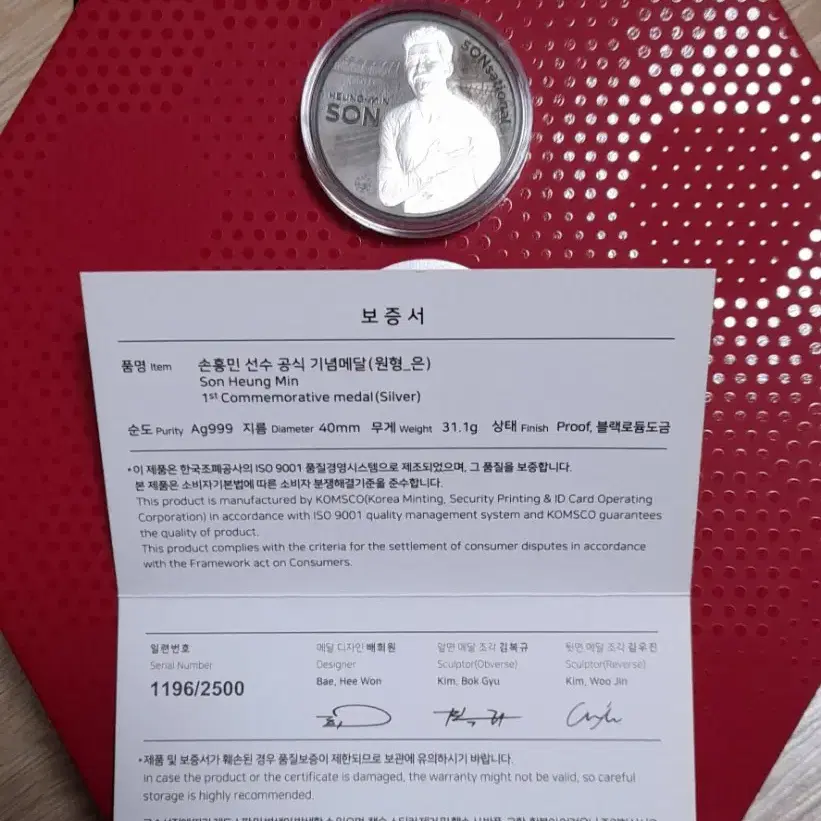 HEUNG-MIN
SON
SONsational
보증서
품명 Item 손흥민 선수 공식 기념메달(원형_은)
Son Heung Min
1st Commemorative medal(Silver)
순도 Purity Ag999 지름 Diameter 40mm 무게 Weight 31.1g 상태 Finish Proof, 블랙로듐도금
•이 제품은 한국조폐공사의 ISO 9001 품질경영시스템으로 제조되었으며, 그 품질을 보증합니다.
본 제품은 소비자기본법에 따른 소비자 분쟁해결기준을 준수합니다.
This product is manufactured by KOMSCO(Korea Minting, Security Printing & ID Card Operating
Corporation) in accordance with ISO 9001 quality management system and KOMSCO guarantees
the quality of product.
This product complies with the criteria for the settlement of consumer disputes in accordance
with the Framework act on Consumers.
일련번호 메달 디자인 배희원 앞면 메달 조각 김복규 뒷면 메달 조각 김우진
Serial Number Designer Sculptor(Obverse) Sculptor(Reverse)
1196/2500 Bae, Hee Won Kim, Bok Gyu Kim, Woo Jin
•제품 및 보증서가 훼손된 경우 품질보증이 제한되므로 보관에 유의하시기 바랍니다.
In case the product or the certificate is damaged, the warranty might not be valid, so careful
storage is highly recommended.